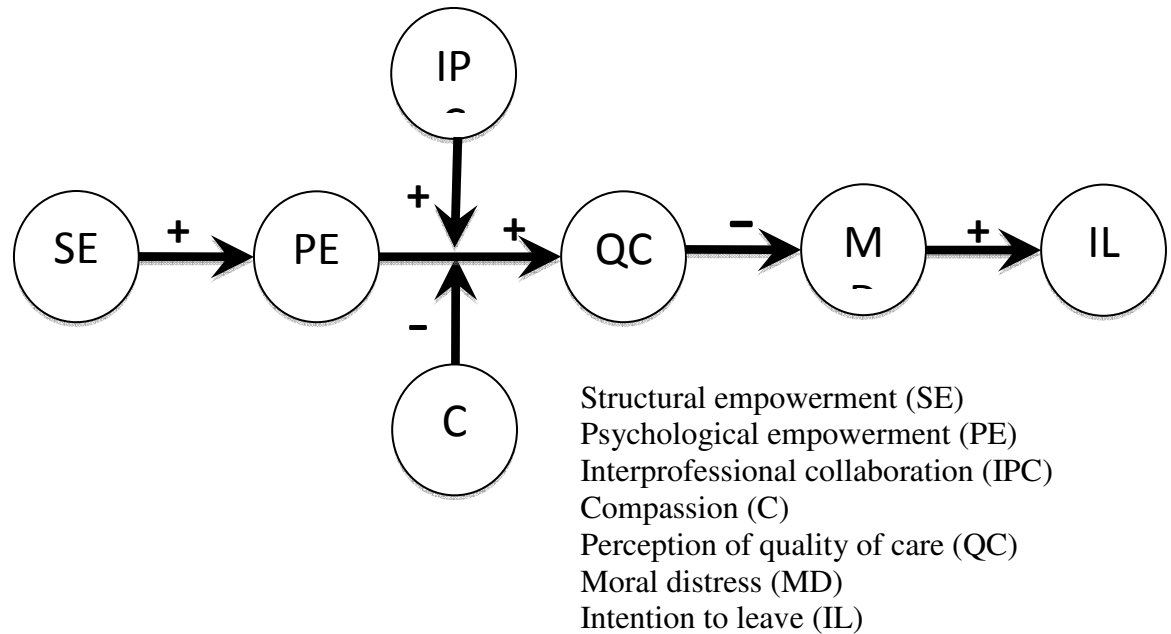 IP
+
+
-
SE
+
PE
+
QC
-
M
+
IL
C
Structural empowerment (SE)
Psychological empowerment (PE)
Interprofessional collaboration (IPC)
Compassion (C)
Perception of quality of care (QC)
Moral distress (MD)
Intention to leave (IL)